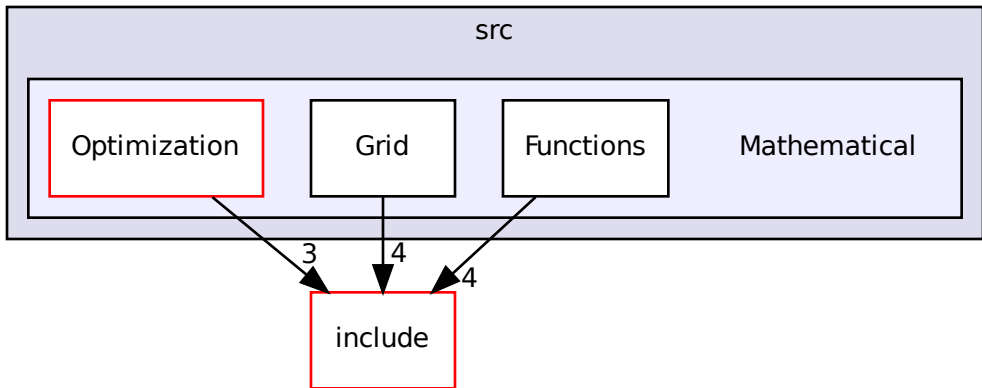 src
Optimization
Grid
Functions
Mathematical
3
4
4
include